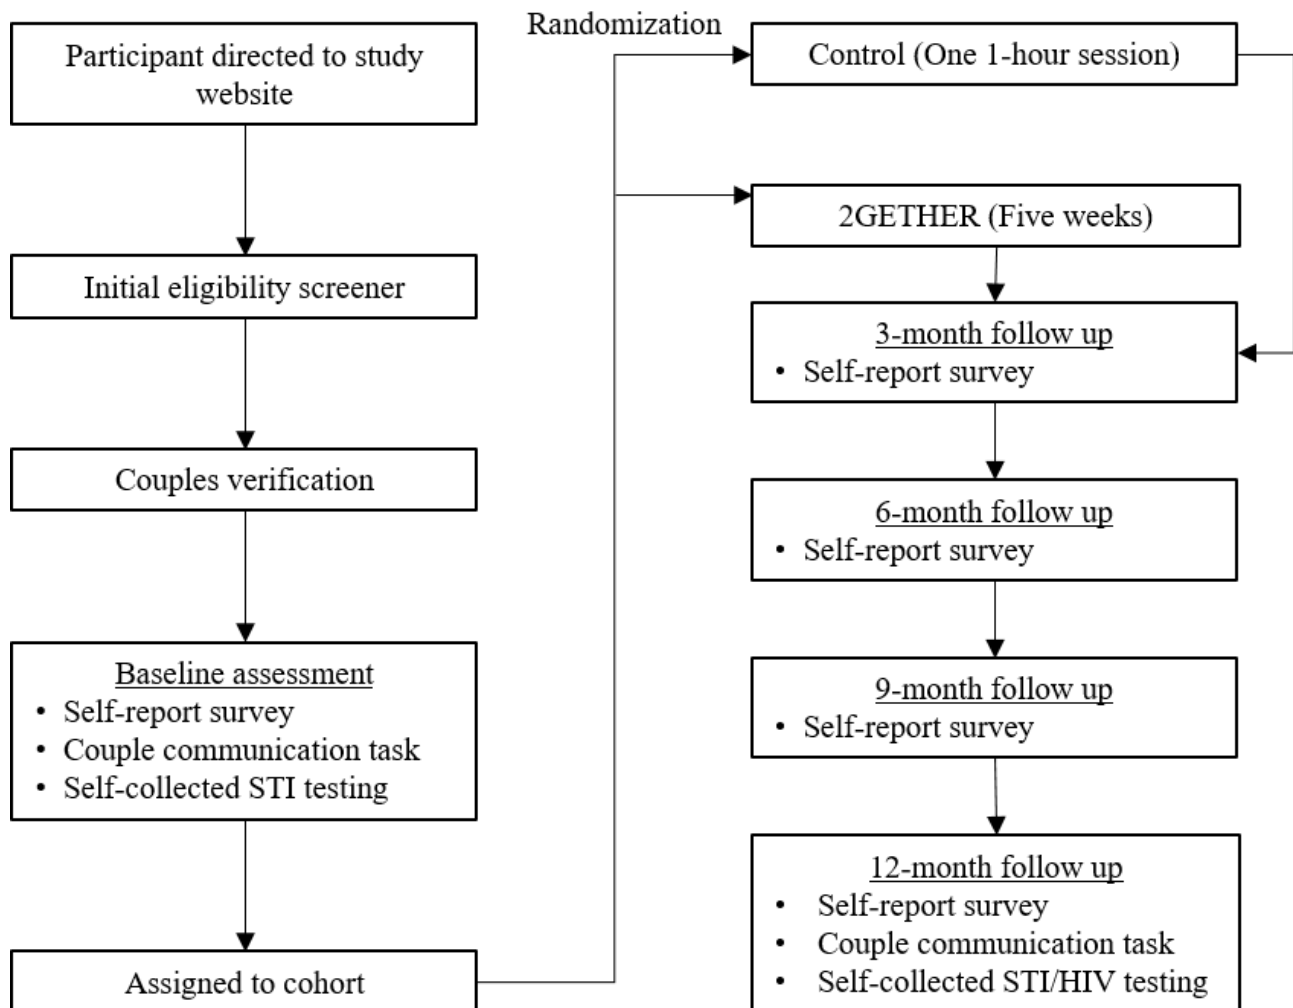 Participant directed to study
website
Initial eligibility screener
Couples verification
Baseline assessment
• Self-report survey
• Couple communication task
• Self-collected STI testing
Assigned to cohort
Randomization
Control (One 1-hour session)
2GETHER (Five weeks)
3-month follow up
• Self-report survey
6-month follow up
• Self-report survey
9-month follow up
• Self-report survey
12-month follow up
• Self-report survey
• Couple communication task
• Self-collected STI/HIV testing